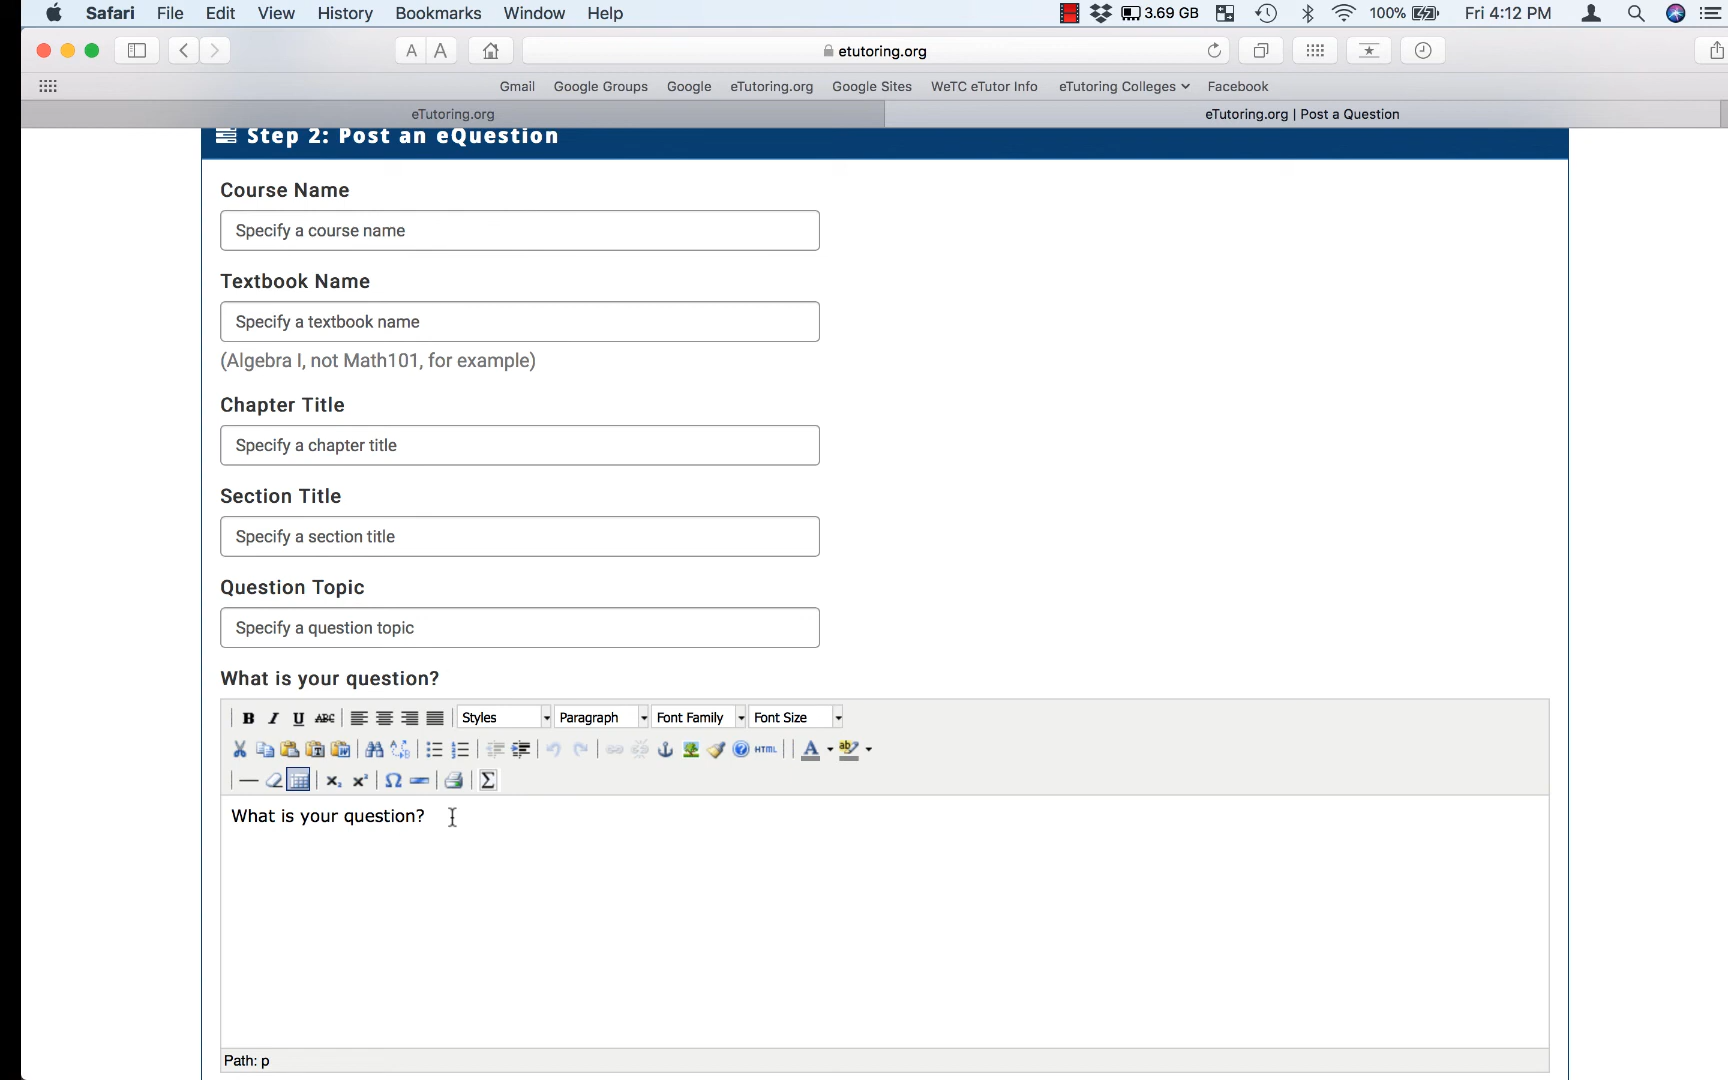 Safari File Edit View History Bookmarks Window Help 3.69 GB 100% Fri 4:12 PM
A A etutoring.org
Gmail Google Groups Google eTutoring.org Google Sites WeTC eTutor Info eTutoring Colleges Facebook
eTutoring.org eTutoring.org | Post a Question
Step 2: Post an eQuestion
Course Name
Specify a course name
Textbook Name
Specify a textbook name
(Algebra I, not Math101, for example)
Chapter Title
Specify a chapter title
Section Title
Specify a section title
Question Topic
Specify a question topic
What is your question?
B I U ABC Styles Paragraph Font Family Font Size
HTML A ab
x₂ x² Ω Σ
What is your question?
Path: p